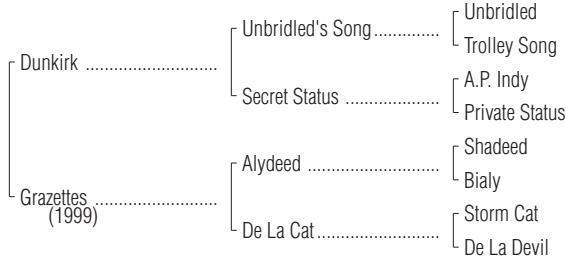 Unbridled
Unbridled's Song..............
Trolley Song
Dunkirk ...........................
A.P. Indy
Secret Status ....................
Private Status
Shadeed
Alydeed ............................
Bialy
Grazettes .........................
(1999)
Storm Cat
De La Cat..........................
De La Devil